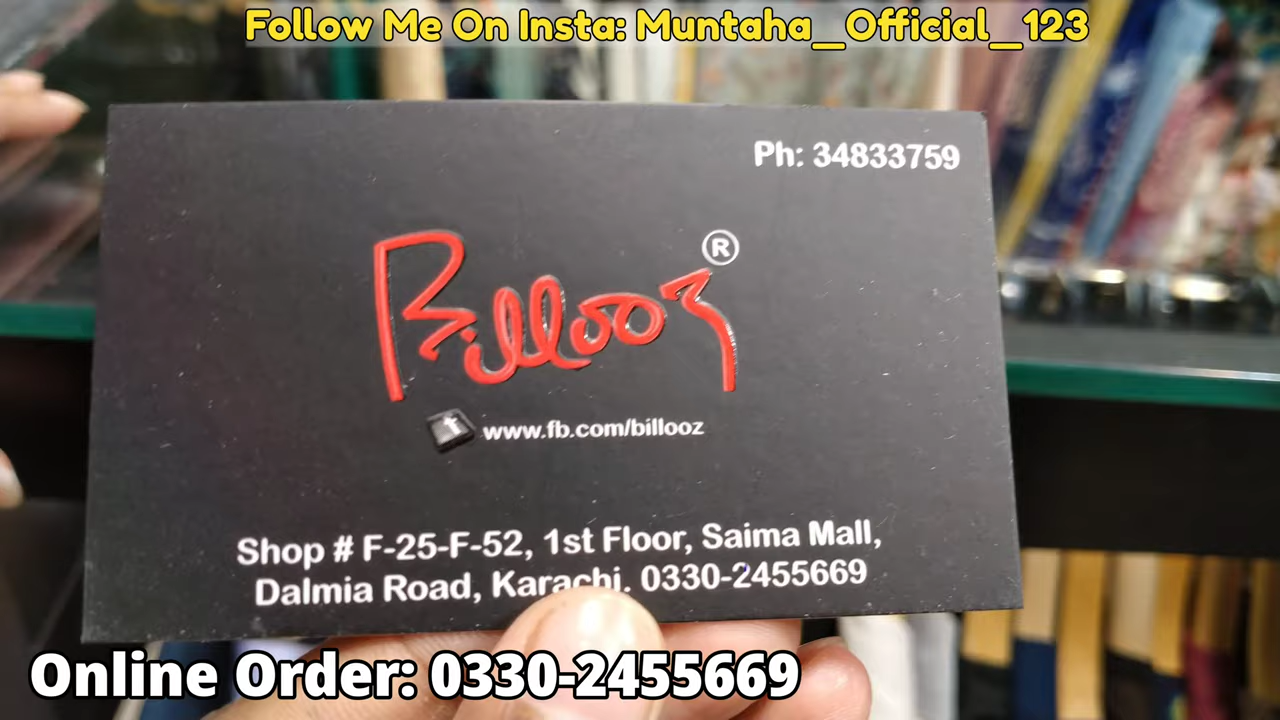 Follow Me On Insta: Muntaha_Official_123
Ph: 34833759
Billooz®
www.fb.com/billooz
Shop # F-25-F-52, 1st Floor, Saima Mall,
Dalmia Road, Karachi. 0330-2455669
Online Order: 0330-2455669